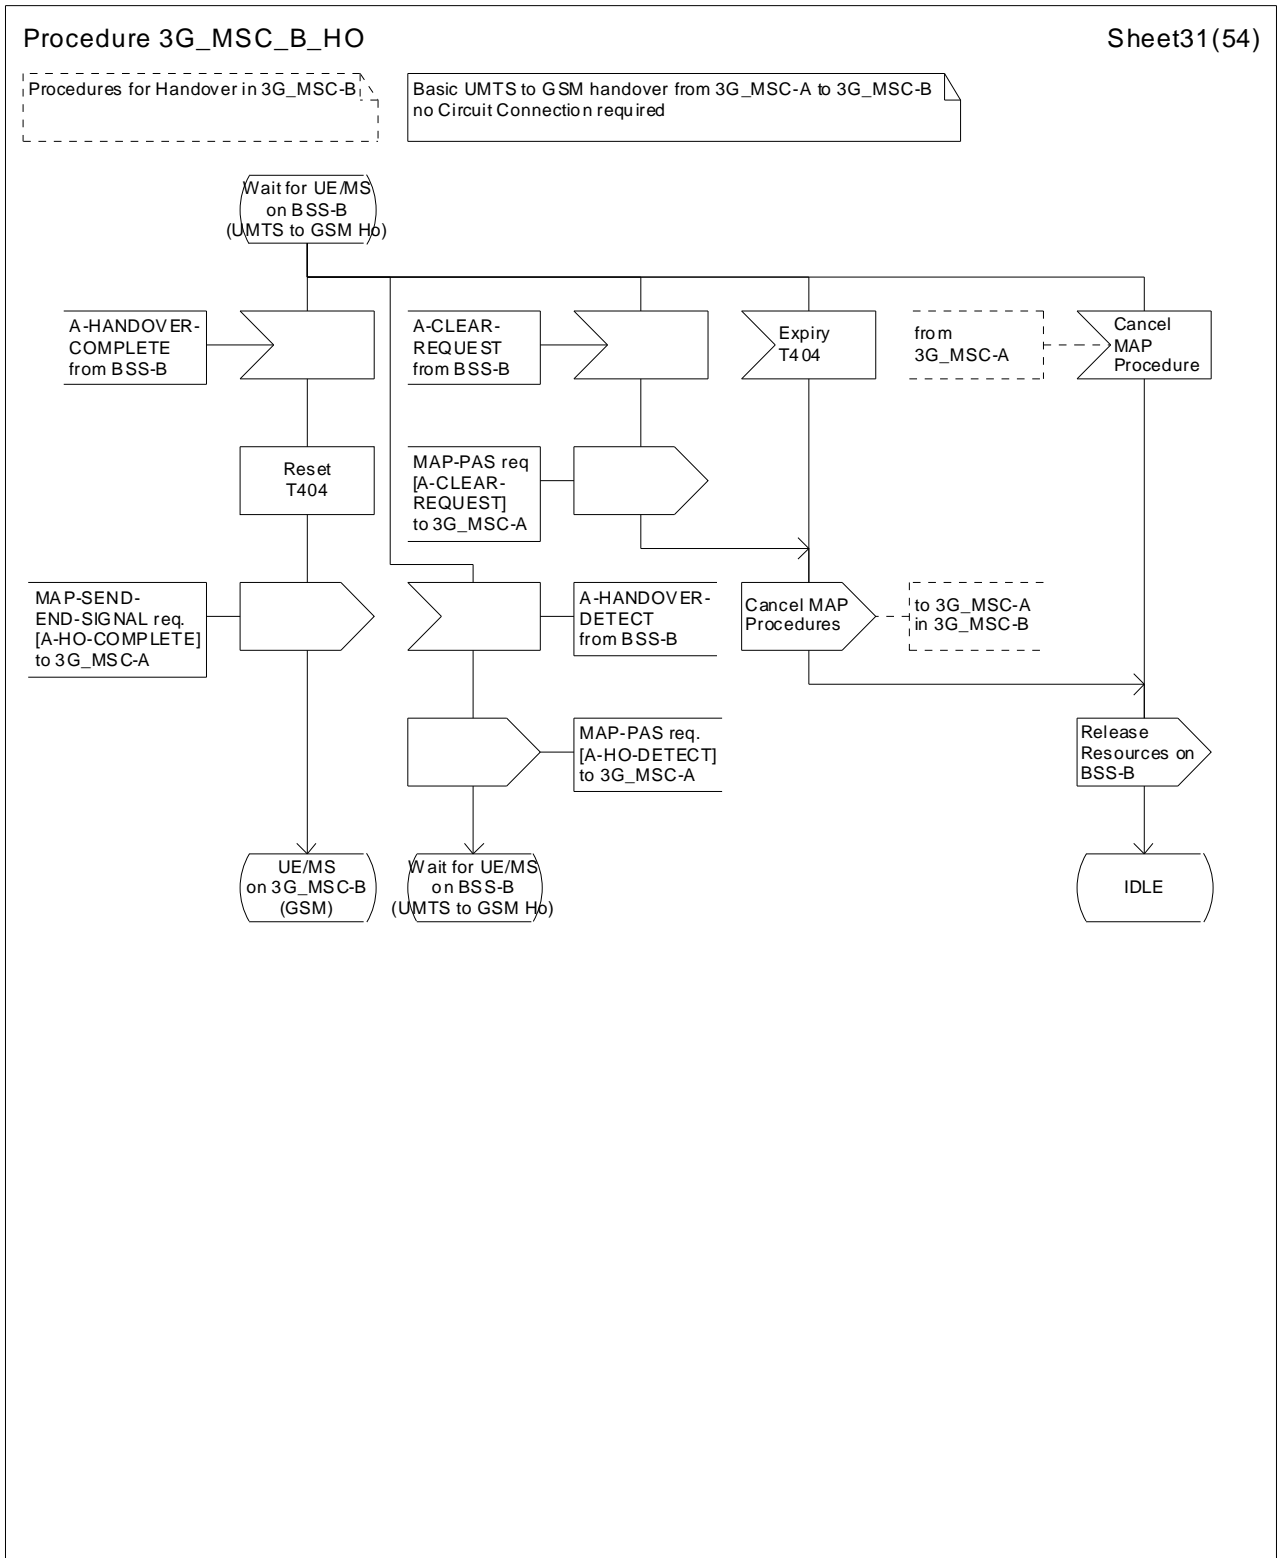 Procedure 3G_MSC_B_HO
Sheet31(54)
Procedures for Handover in 3G_MSC-B
Basic UMTS to GSM handover from 3G_MSC-A to 3G_MSC-B
no Circuit Connection required
Wait for UE/MS
on BSS-B
(UMTS to GSM Ho)
A-HANDOVER-
COMPLETE
from BSS-B
A-CLEAR-
REQUEST
from BSS-B
Expiry
T404
from
3G_MSC-A
Cancel
MAP
Procedure
Reset
T404
MAP-PAS req
[A-CLEAR-
REQUEST]
to 3G_MSC-A
MAP-SEND-
END-SIGNAL req.
[A-HO-COMPLETE]
to 3G_MSC-A
A-HANDOVER-
DETECT
from BSS-B
Cancel MAP
Procedures
to 3G_MSC-A
in 3G_MSC-B
MAP-PAS req.
[A-HO-DETECT]
to 3G_MSC-A
Release
Resources on
BSS-B
UE/MS
on 3G_MSC-B
(GSM)
Wait for UE/MS
on BSS-B
(UMTS to GSM Ho)
IDLE